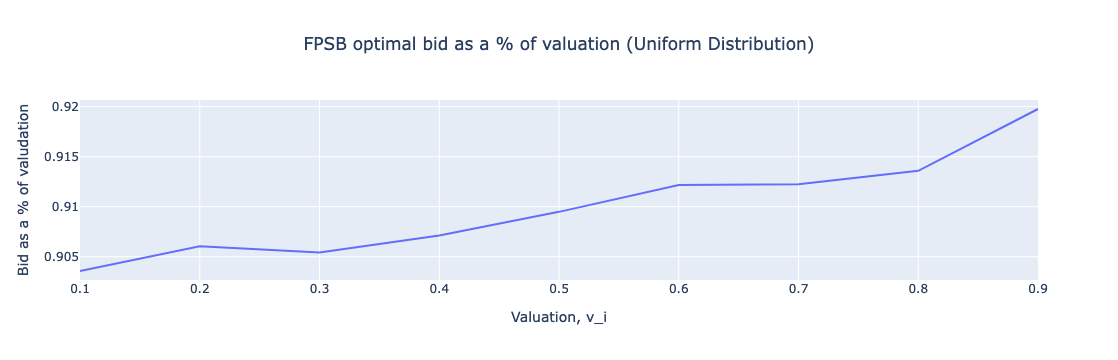 FPSB optimal bid as a % of valuation (Uniform Distribution)
Bid as a % of valudation
0.92
0.915
0.91
0.905
0.1 0.2 0.3 0.4 0.5 0.6 0.7 0.8 0.9
Valuation, v_i